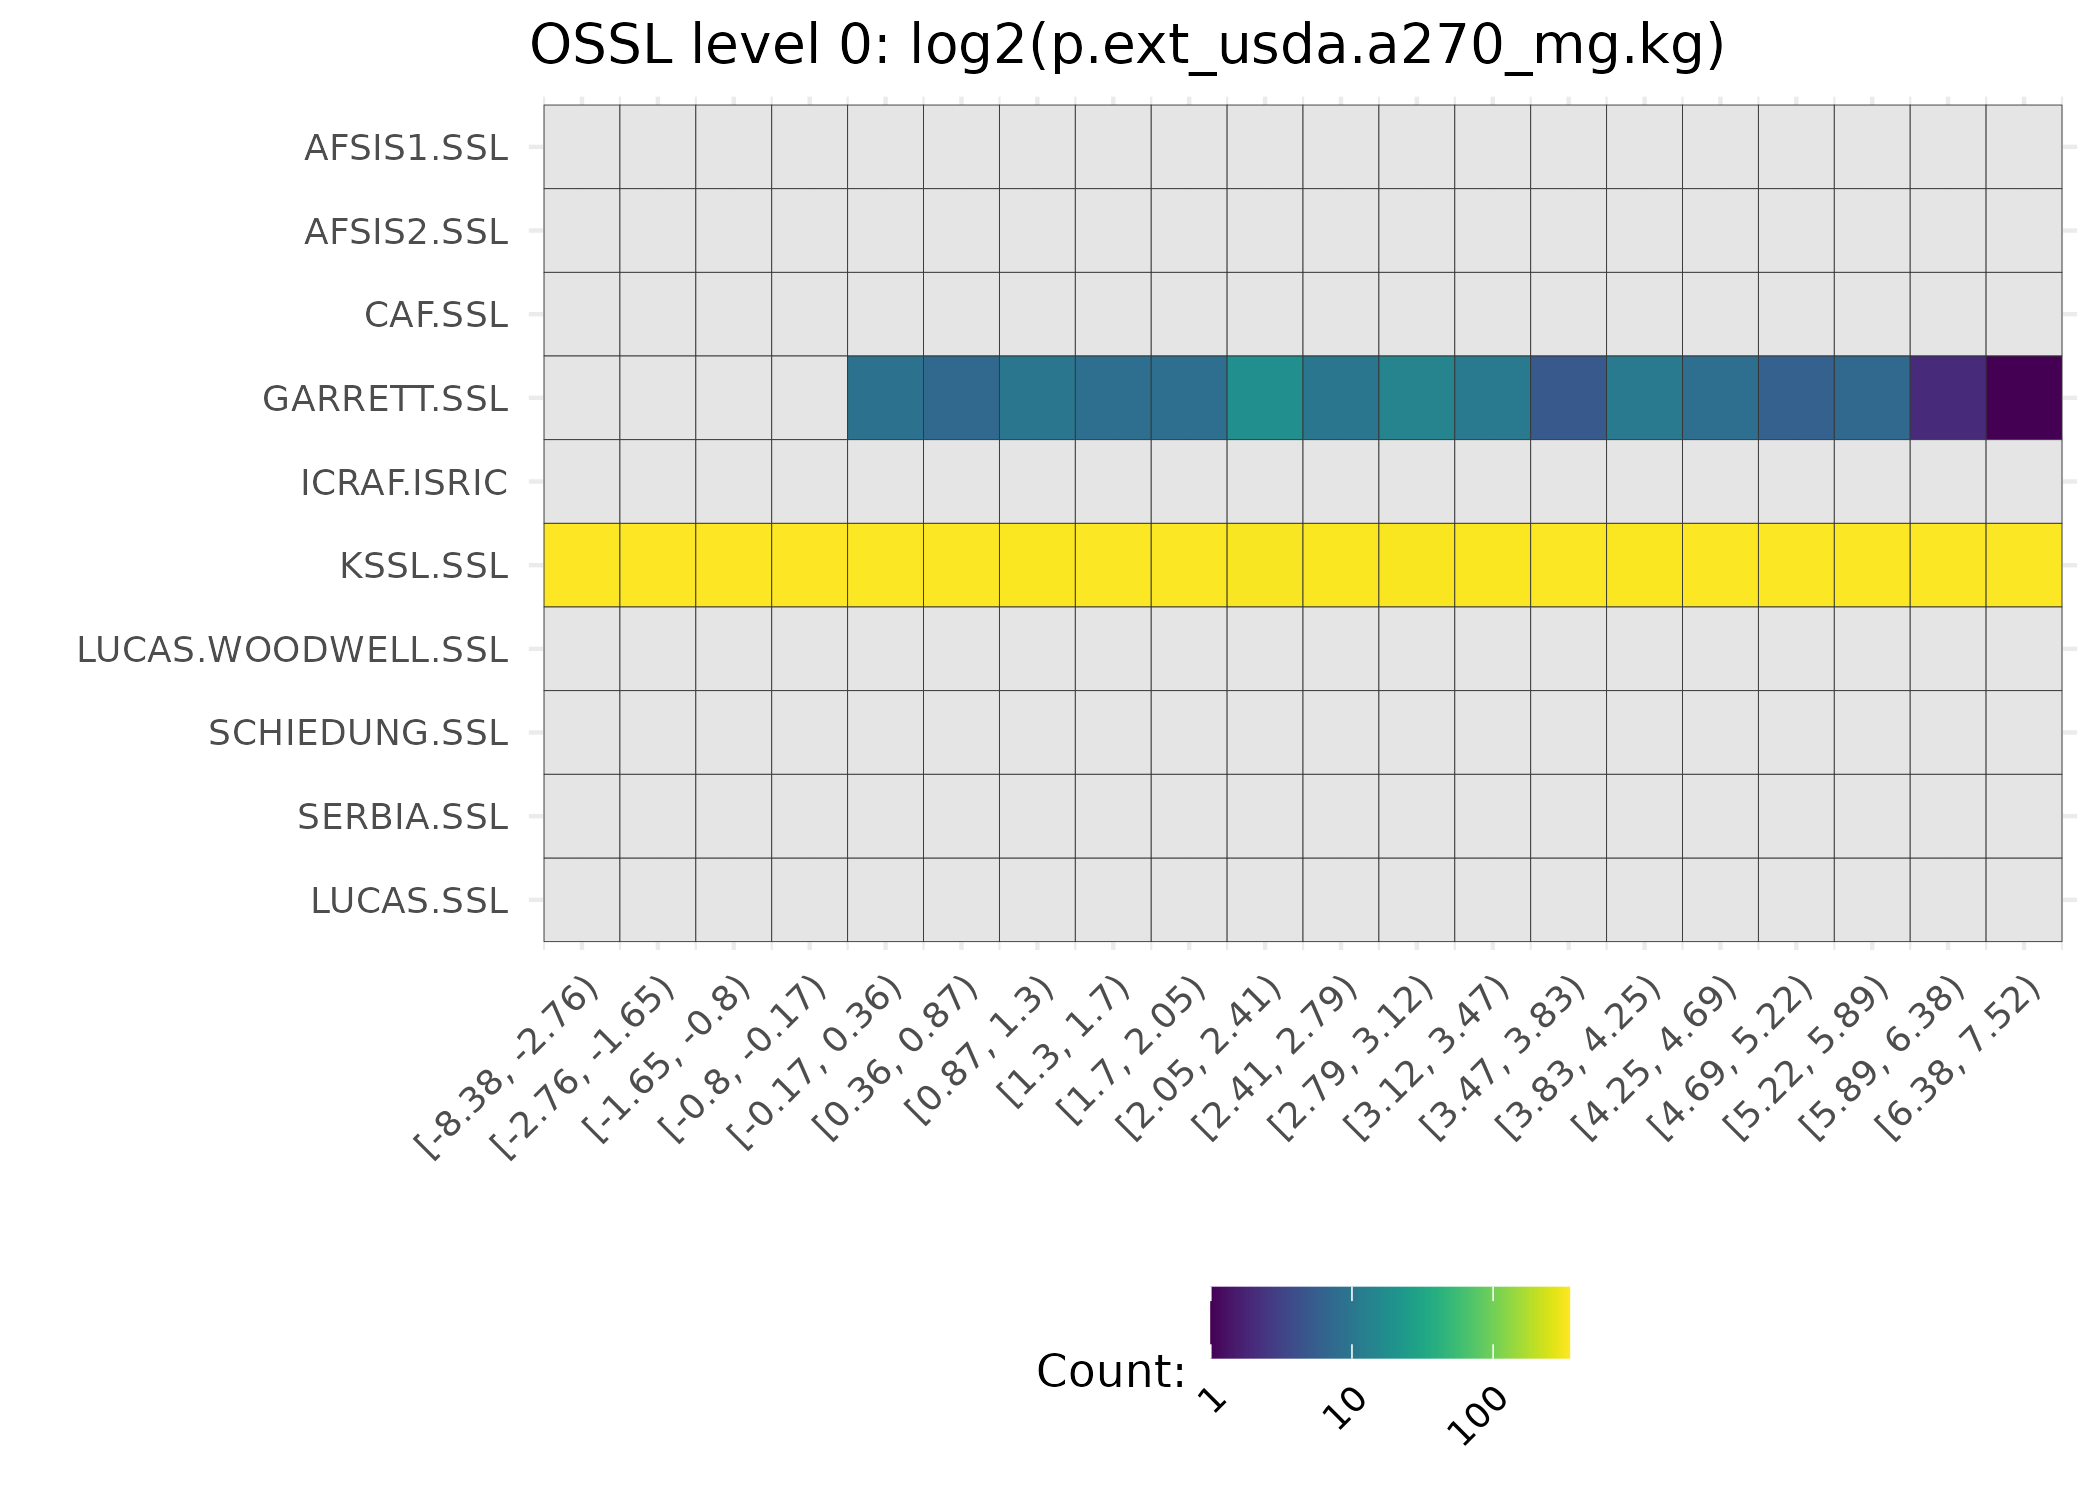 OSSL level 0: log2(p.ext_usda.a270_mg.kg)
AFSIS1.SSL
AFSIS2.SSL
CAF.SSL
GARRETT.SSL
ICRAF.ISRIC
KSSL.SSL
LUCAS.WOODWELL.SSL
SCHIEDUNG.SSL
SERBIA.SSL
LUCAS.SSL
[-8.38, -2.76)
[-2.76, -1.65)
[-1.65, -0.8)
[-0.8, -0.17)
[-0.17, 0.36)
[0.36, 0.87)
[0.87, 1.3)
[1.3, 1.7)
[1.7, 2.05)
[2.05, 2.41)
[2.41, 2.79)
[2.79, 3.12)
[3.12, 3.47)
[3.47, 3.83)
[3.83, 4.25)
[4.25, 4.69)
[4.69, 5.22)
[5.22, 5.89)
[5.89, 6.38)
[6.38, 7.52)
Count:
1
10
100